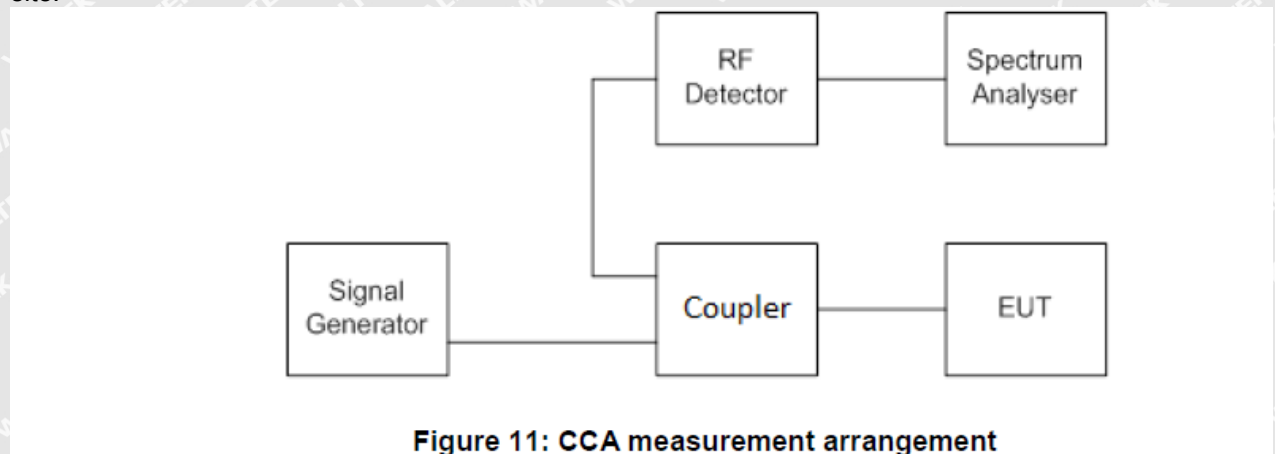 RF
Detector
Spectrum
Analyser
Signal
Generator
Coupler
EUT
Figure 11: CCA measurement arrangement